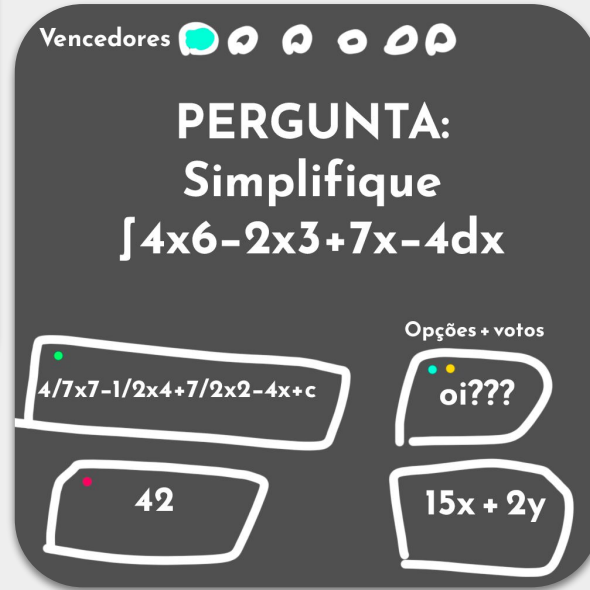 Vencedores
PERGUNTA:
Simplifique
∫4x6-2x3+7x-4dx
Opções + votos
4/7x7-1/2x4+7/2x2-4x+c
oi???
42
15x + 2y